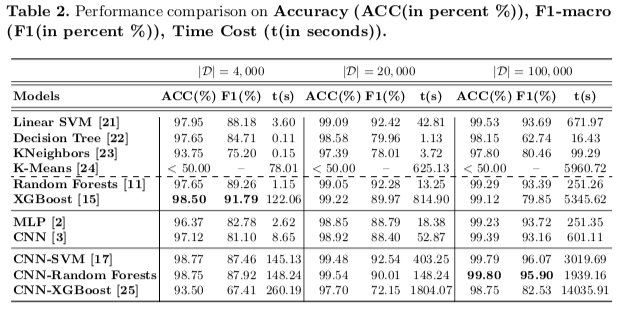 Table 2. Performance comparison on Accuracy (ACC(in percent %)), F1-macro
(F1(in percent %)), Time Cost (t(in seconds)).
|D| = 4,000 |D| = 20,000 |D| = 100,000
Models ACC(%) F1(%) t(s) ACC(%) F1(%) t(s) ACC(%) F1(%) t(s)
Linear SVM [21] 97.95 88.18 3.60 99.09 92.42 42.81 99.53 93.69 671.97
Decision Tree [22] 97.65 84.71 0.11 98.58 79.96 1.13 98.15 62.74 16.43
KNeighbors [23] 93.75 75.20 0.15 97.39 78.01 3.72 97.80 80.46 99.29
K-Means [24] < 50.00 – 78.01 < 50.00 – 625.13 < 50.00 – 5960.72
Random Forests [11] 97.65 89.26 1.15 99.05 92.28 13.25 99.29 93.39 251.26
XGBoost [15] 98.50 91.79 122.06 99.22 89.97 814.90 99.12 79.85 5345.62
MLP [2] 96.37 82.78 2.62 98.85 88.79 18.38 99.23 93.72 251.35
CNN [3] 97.12 81.10 8.65 98.92 88.40 52.87 99.39 93.16 601.11
CNN-SVM [17] 98.77 87.46 145.13 99.48 92.54 403.25 99.79 96.07 3019.69
CNN-Random Forests 98.75 87.92 148.24 99.54 90.01 148.24 99.80 95.90 1939.16
CNN-XGBoost [25] 93.50 67.41 260.19 97.70 72.15 1804.07 98.75 82.53 14035.91